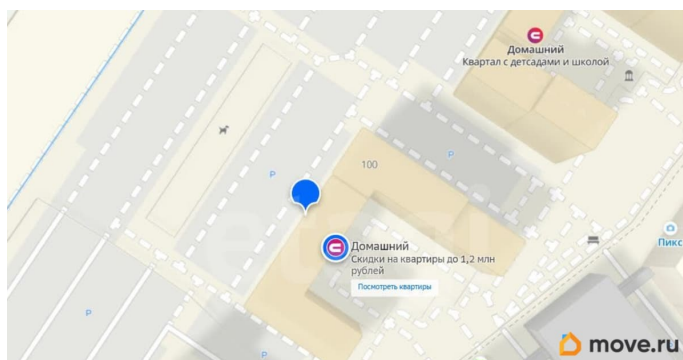 Домашний
Квартал с детсадами и школой
100
P
P
Домашний
Скидки на квартиры до 1,2 млн
рублей
Пикс
Посмотреть квартиры
P
P
move.ru